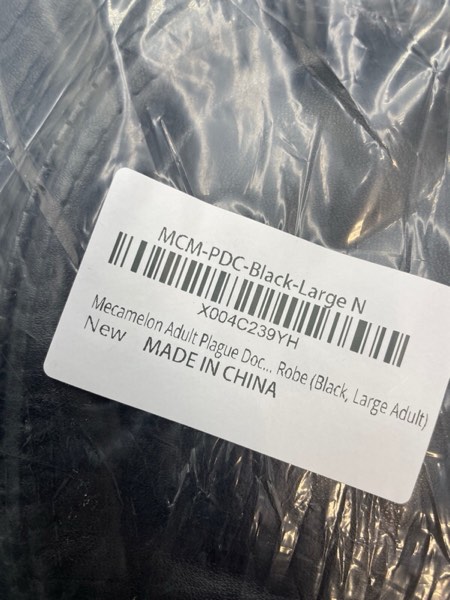 MCM-PDC-Black-Large N
X004C239YH
Mecamelon Adult Plague Doc... Robe (Black, Large Adult)
New MADE IN CHINA